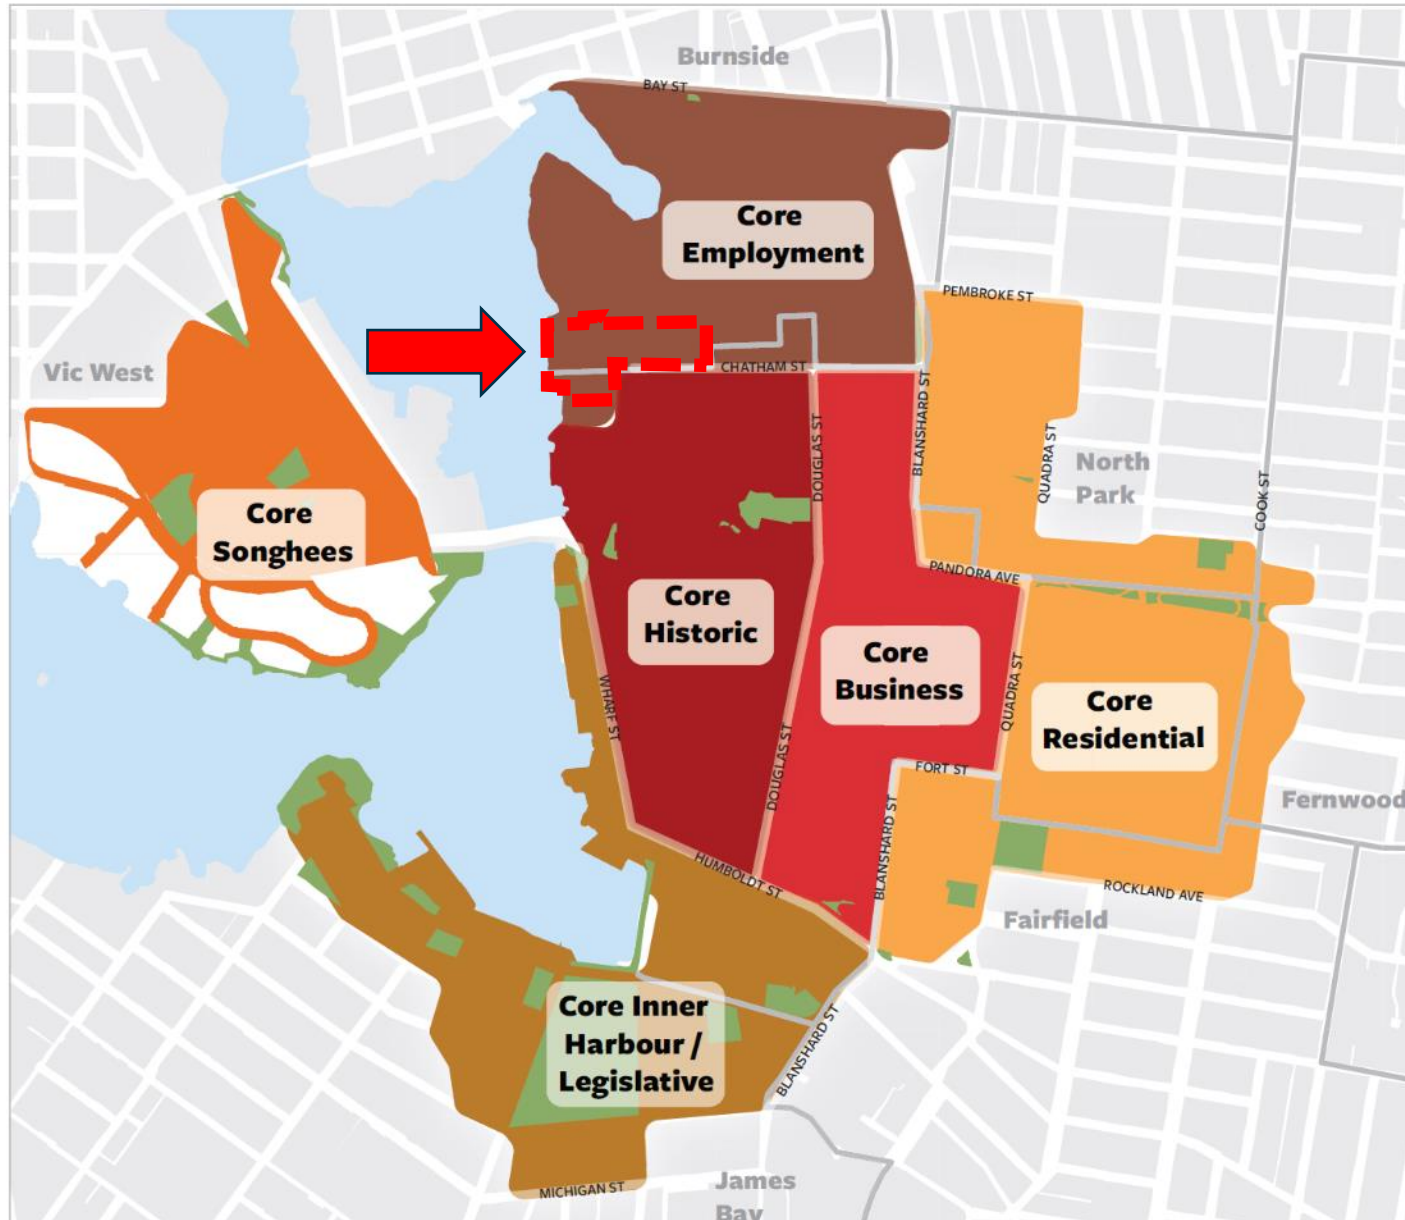 Burnside
BAY ST
Core
Employment
PEMBROKE ST
Vic West
CHATHAM ST
BLANSHARD ST
DOUGLAS ST
QUADRA ST
North
Park
COOK ST
Core
Songhees
PANDORA AVE
Core
Historic
Core
Business
QUADRA ST
Core
Residential
WHARF ST
DOUGLAS ST
FORT ST
Fernwood
BLANSHARD ST
HUMBOLDT ST
ROCKLAND AVE
Fairfield
Core Inner
Harbour /
Legislative
BLANSHARD ST
MICHIGAN ST
James
Bay